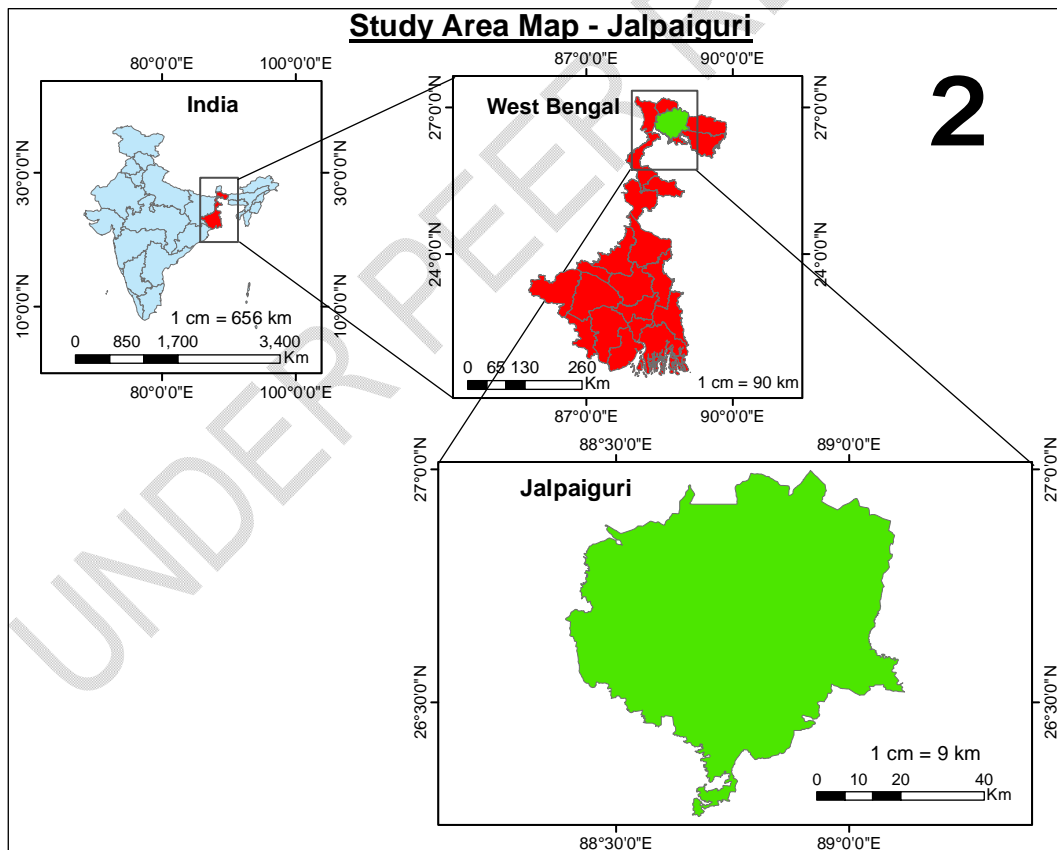 Study Area Map - Jalpaiguri
80°0'0"E 100°0'0"E
India
30°0'0"N 30°0'0"N
10°0'0"N 10°0'0"N
1 cm = 656 km
0 850 1,700 3,400
Km
80°0'0"E 100°0'0"E
87°0'0"E 90°0'0"E
West Bengal
27°0'0"N 27°0'0"N
24°0'0"N 24°0'0"N
0 65 130 260
Km
1 cm = 90 km
87°0'0"E 90°0'0"E
2
88°30'0"E 89°0'0"E
27°0'0"N 27°0'0"N
Jalpaiguri
26°30'0"N 26°30'0"N
1 cm = 9 km
0 10 20 40
Km
88°30'0"E 89°0'0"E
UNDER PEER